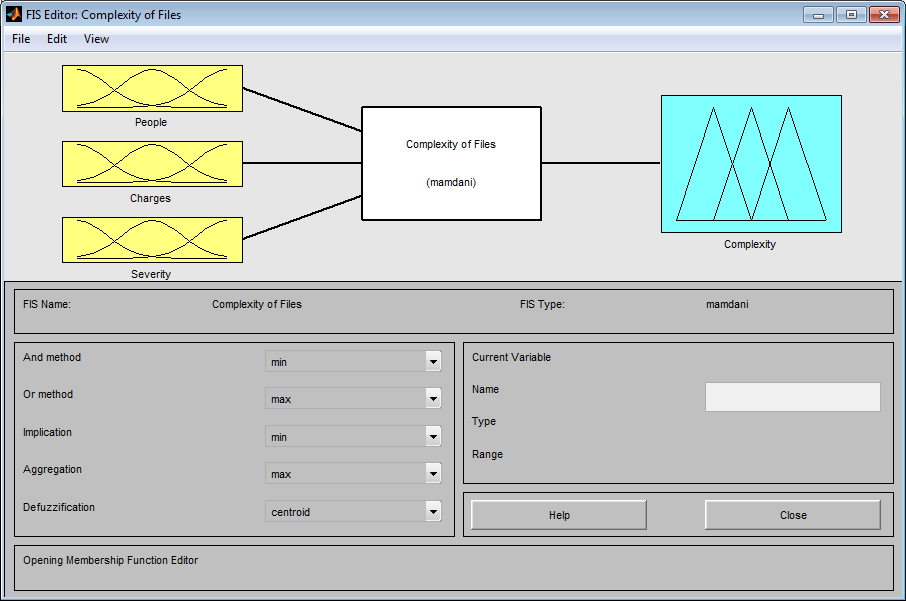 FIS Editor: Complexity of Files
File Edit View
People
Charges
Severity
Complexity of Files
(mamdani)
Complexity
FIS Name: Complexity of Files FIS Type: mamdani
And method min
Or method max
Implication min
Aggregation max
Defuzzification centroid
Current Variable
Name
Type
Range
Help Close
Opening Membership Function Editor